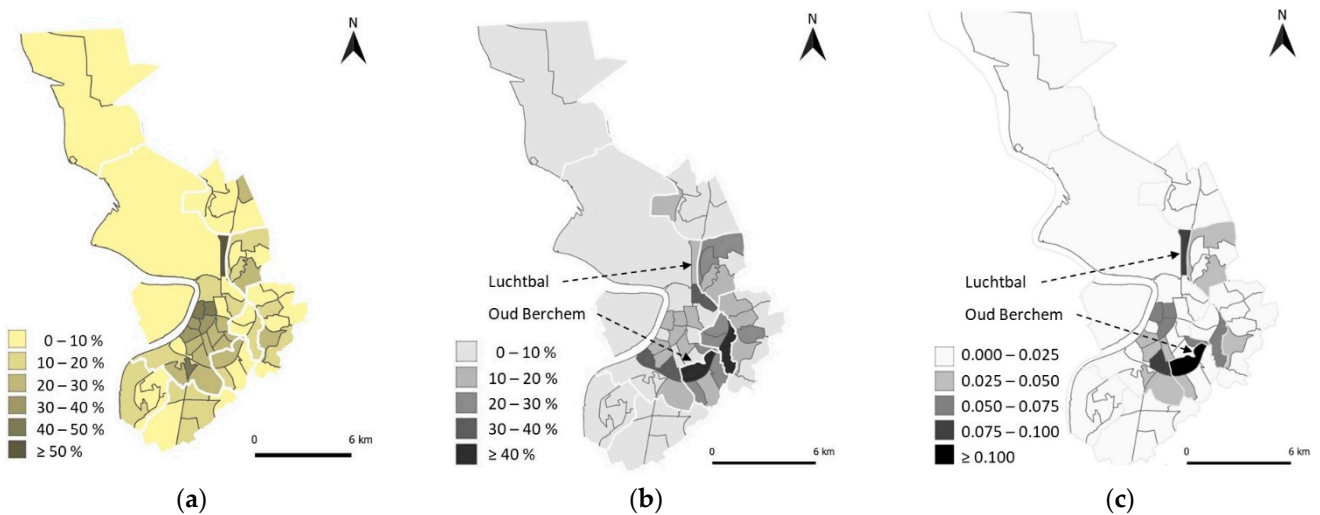 N
0 – 10 %
10 – 20 %
20 – 30 %
30 – 40 %
40 – 50 %
≥ 50 %
0
6 km
(a)
N
Luchtbal
Oud Berchem
0 – 10 %
10 – 20 %
20 – 30 %
30 – 40 %
≥ 40 %
0
6 km
(b)
N
Luchtbal
Oud Berchem
0.000 – 0.025
0.025 – 0.050
0.050 – 0.075
0.075 – 0.100
≥ 0.100
0
6 km
(c)